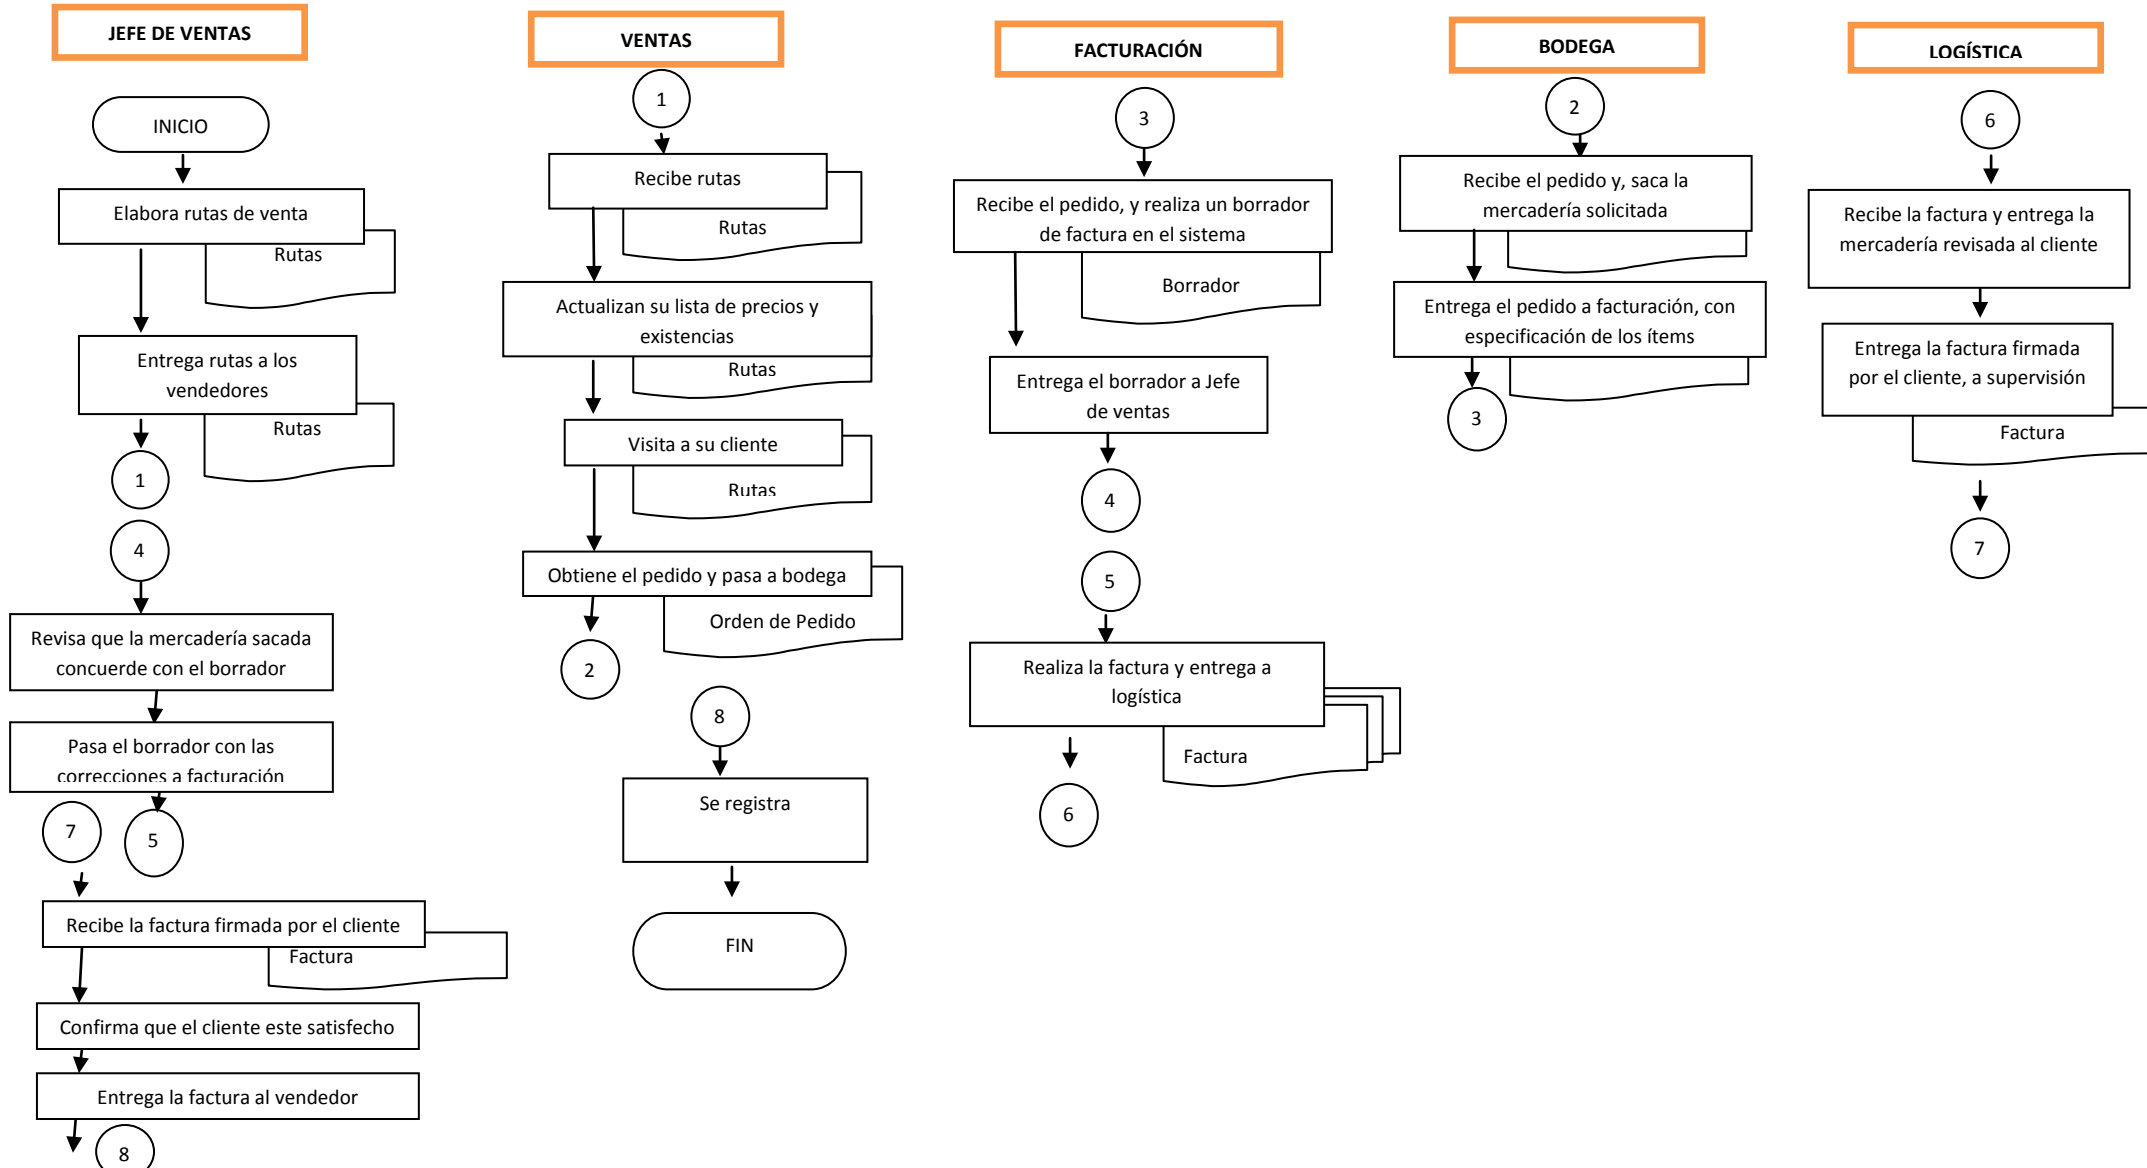 JEFE DE VENTAS
INICIO
Elabora rutas de venta
Rutas
Entrega rutas a los
vendedores
Rutas
1
4
Revisa que la mercadería sacada
concuerde con el borrador
Pasa el borrador con las
correcciones a facturación
7
5
Recibe la factura firmada por el cliente
Factura
Confirma que el cliente este satisfecho
Entrega la factura al vendedor
8
VENTAS
1
Recibe rutas
Rutas
Actualizan su lista de precios y
existencias
Rutas
Visita a su cliente
Rutas
Obtiene el pedido y pasa a bodega
Orden de Pedido
2
8
Se registra
FIN
FACTURACIÓN
3
Recibe el pedido, y realiza un borrador
de factura en el sistema
Borrador
Entrega el borrador a Jefe
de ventas
4
5
Realiza la factura y entrega a
logística
Factura
6
BODEGA
2
Recibe el pedido y, saca la
mercadería solicitada
Entrega el pedido a facturación, con
especificación de los ítems
3
LOGÍSTICA
6
Recibe la factura y entrega la
mercadería revisada al cliente
Entrega la factura firmada
por el cliente, a supervisión
Factura
7